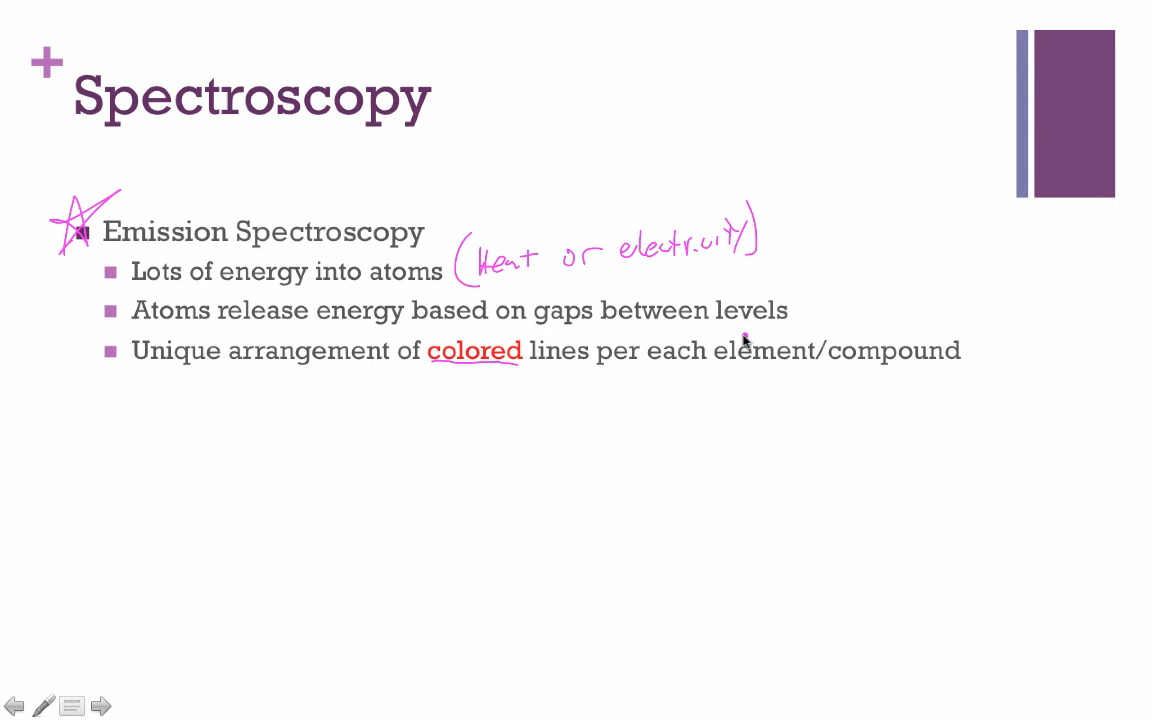 +
Spectroscopy
Emission Spectroscopy
Lots of energy into atoms (Heat or electricity)
Atoms release energy based on gaps between levels
Unique arrangement of colored lines per each element/compound